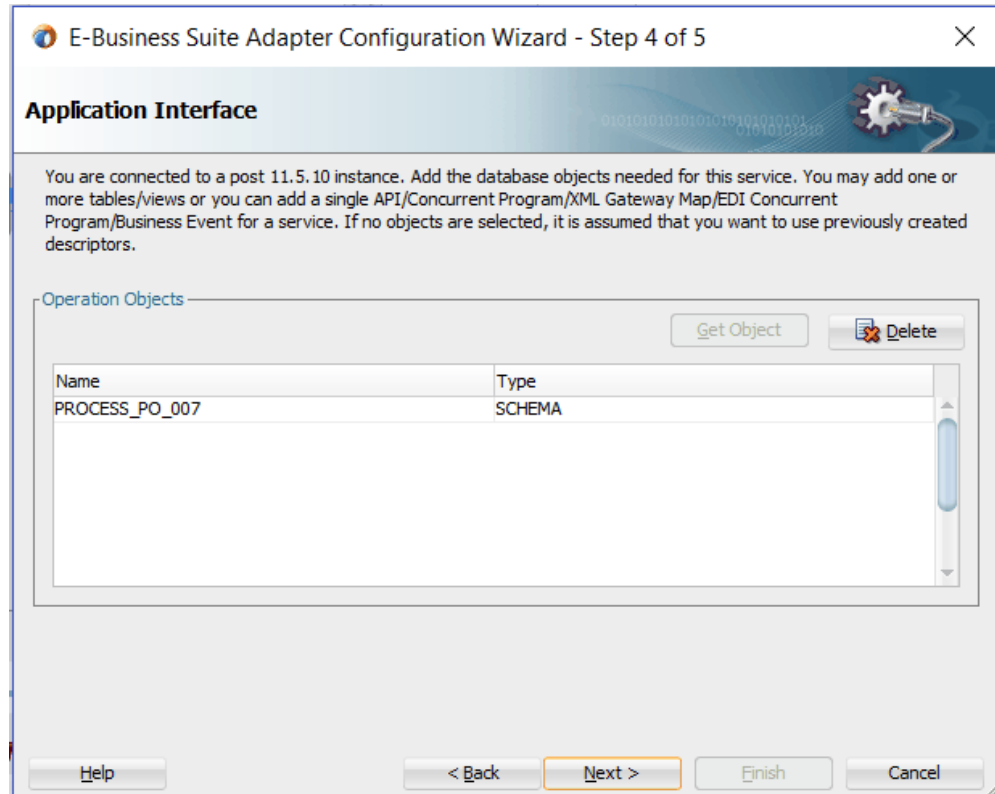 E-Business Suite Adapter Configuration Wizard - Step 4 of 5
Application Interface
You are connected to a post 11.5.10 instance. Add the database objects needed for this service. You may add one or
more tables/views or you can add a single API/Concurrent Program/XML Gateway Map/EDI Concurrent
Program/Business Event for a service. If no objects are selected, it is assumed that you want to use previously created
descriptors.
Operation Objects
Get Object Delete
Name Type
PROCESS_PO_007 SCHEMA
Help < Back Next > Finish Cancel